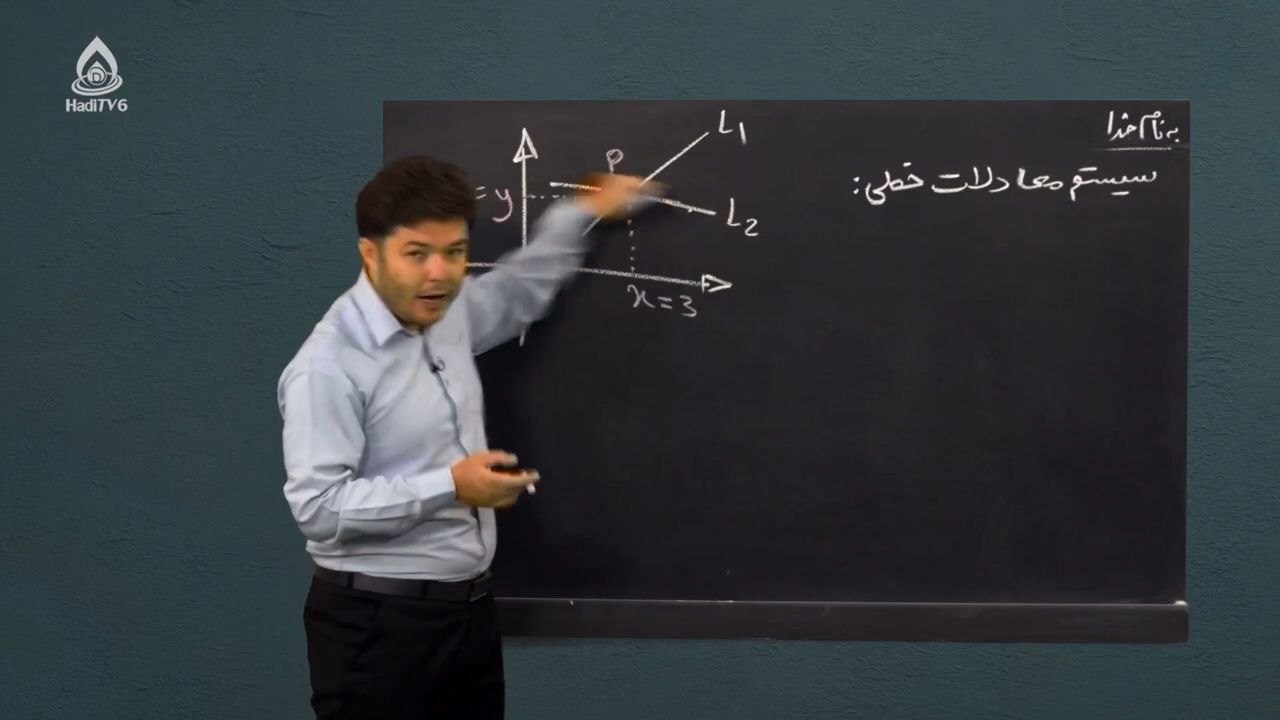 به نام خدا
سیستم معادلات خطی:
L1
P
= y
L2
x = 3
HadiTV6